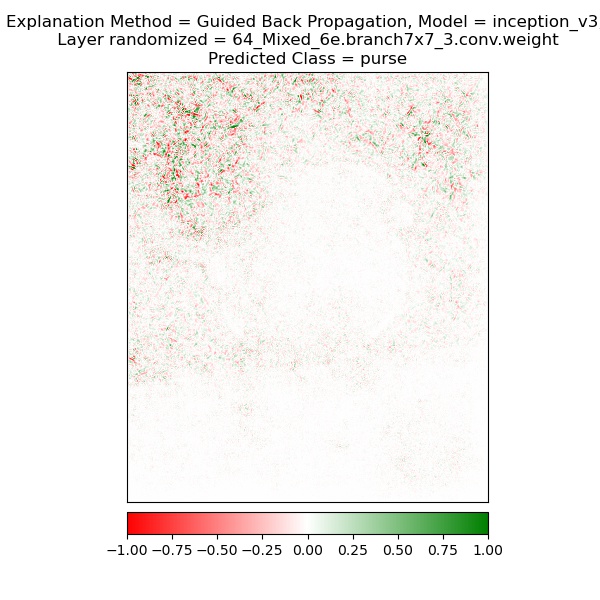 Explanation Method = Guided Back Propagation, Model = inception_v3
Layer randomized = 64_Mixed_6e.branch7x7_3.conv.weight
Predicted Class = purse
−1.00 −0.75 −0.50 −0.25 0.00 0.25 0.50 0.75 1.00